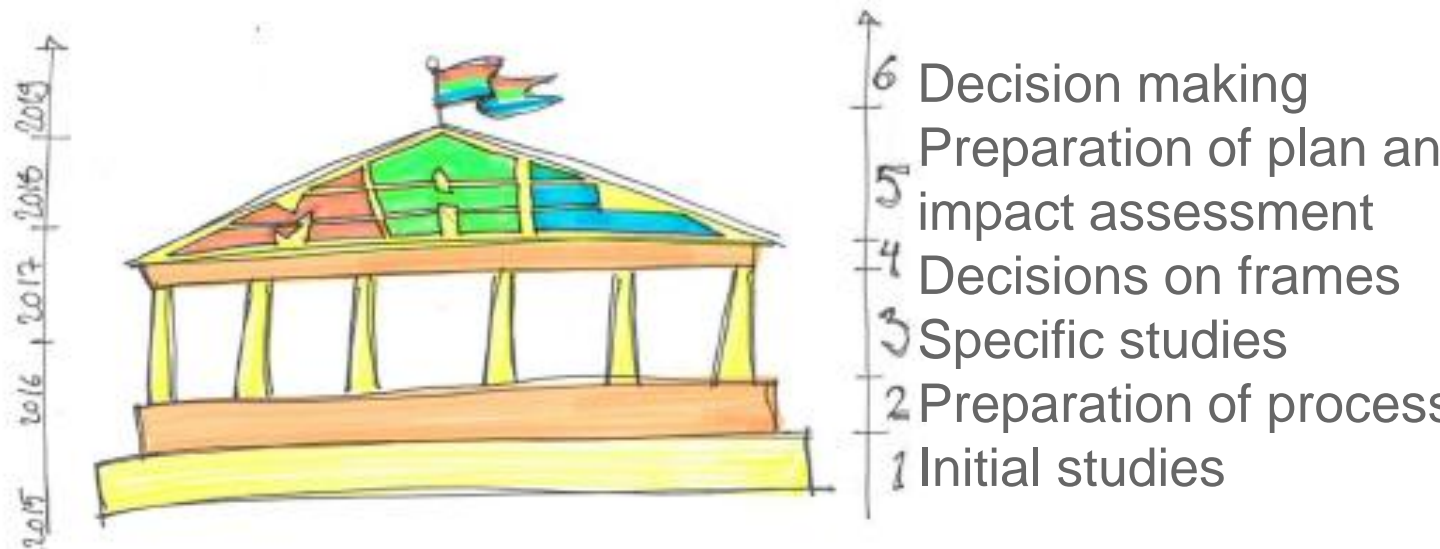 2019
2018
2017
2016
2015
6 Decision making
5 Preparation of plan an
impact assessment
4 Decisions on frames
3 Specific studies
2 Preparation of process
1 Initial studies